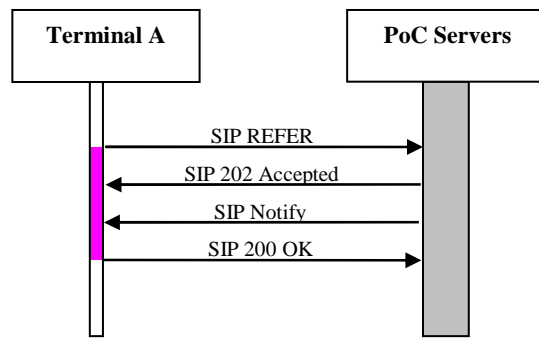 Terminal A
PoC Servers
SIP REFER
SIP 202 Accepted
SIP Notify
SIP 200 OK